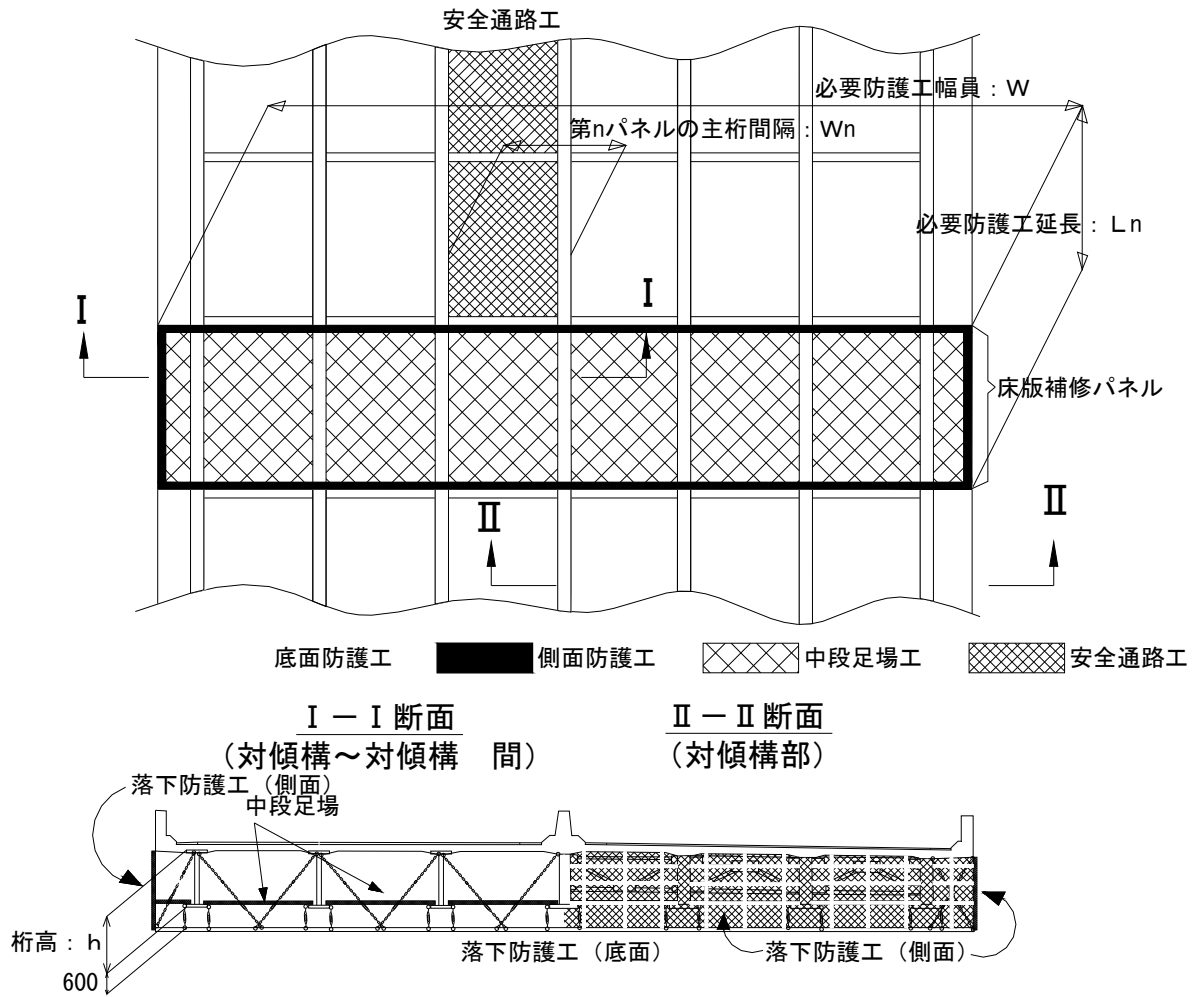 安全通路工
必要防護工幅員：W
第nパネルの主桁間隔：Wn
必要防護工延長：Ln
Ⅰ
Ⅰ
床版補修パネル
Ⅱ
Ⅱ
底面防護工
側面防護工
中段足場工
安全通路工
Ⅰ－Ⅰ断面
（対傾構～対傾構　間）
Ⅱ－Ⅱ断面
（対傾構部）
落下防護工（側面）
中段足場
桁高：h
600
落下防護工（底面）
落下防護工（側面）